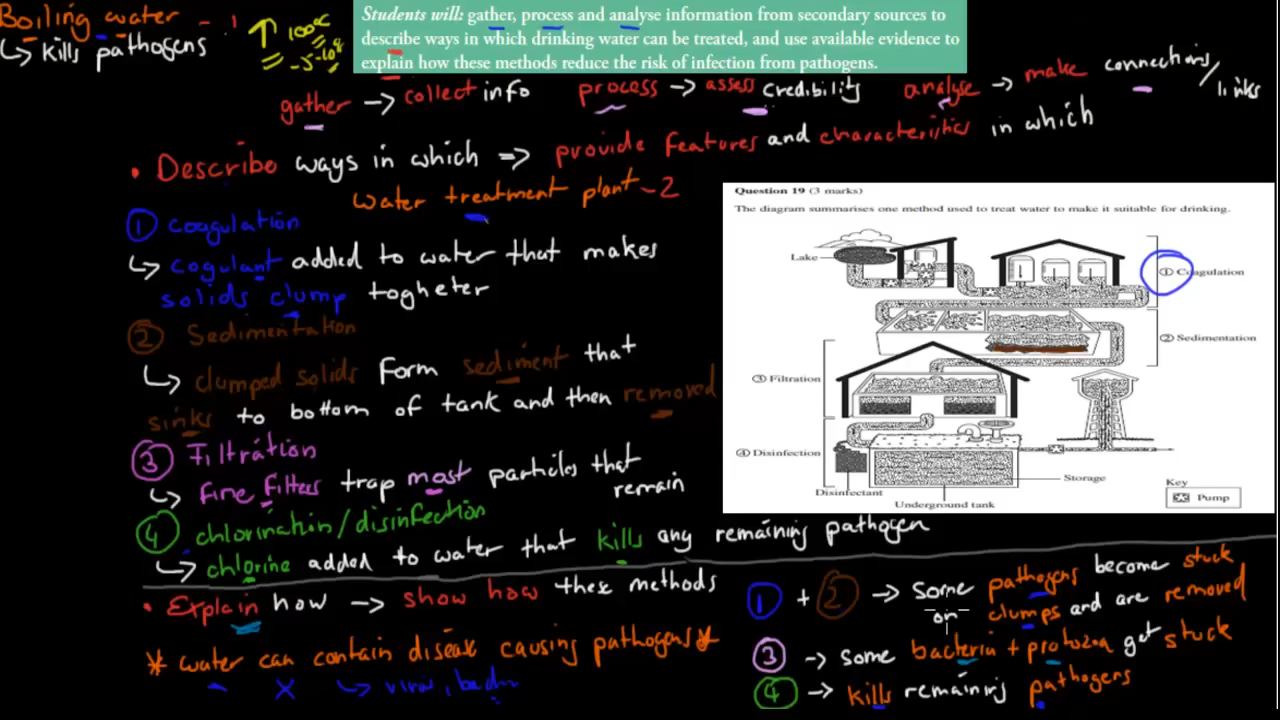 Boiling water - 1
↳ kills pathogens
↑ 100°C
Students will: gather, process and analyse information from secondary sources to
describe ways in which drinking water can be treated, and use available evidence to
explain how these methods reduce the risk of infection from pathogens.
gather → collect info process → assess credibility analyse → make connections/links
• Describe ways in which => provide features and characteristics in which
water treatment plant - 2
① Coagulation
↳ cogulant added to water that makes
solids clump togheter
② Sedimentation
↳ clumped solids form sediment that
sinks to bottom of tank and then removed
③ Filtration
↳ fine filters trap most particles that
remain
④ chlorination/disinfection
↳ chlorine added to water that kills any remaining pathogen
Question 19 (3 marks)
The diagram summarises one method used to treat water to make it suitable for drinking.
Lake
① Coagulation
② Sedimentation
③ Filtration
④ Disinfection
Disinfectant
Underground tank
Storage
Key
Pump
• Explain how → show how these methods
* water can contain disease causing pathogens *
X ↳
① + ② → some pathogens become stuck
on clumps and are removed
③ → some bacteria + protozoa get stuck
④ → kills remaining pathogens